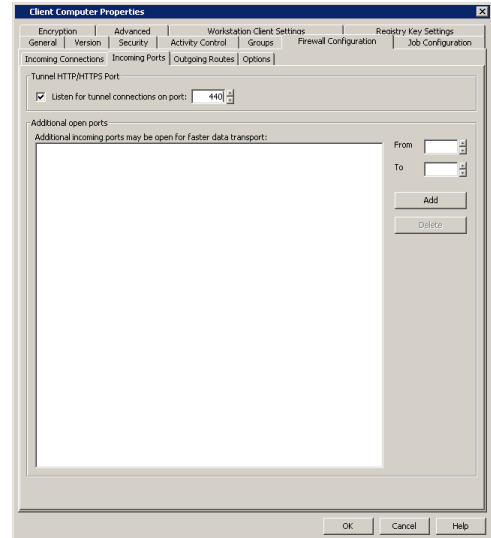 Client Computer Properties
Encryption Advanced Workstation Client Settings Registry Key Settings
General Version Security Activity Control Groups Firewall Configuration Job Configuration
Incoming Connections Incoming Ports Outgoing Routes Options
Tunnel HTTP/HTTPS Port
Listen for tunnel connections on port: 440
Additional open ports
Additional incoming ports may be open for faster data transport:
From
To
Add
Delete
OK Cancel Help